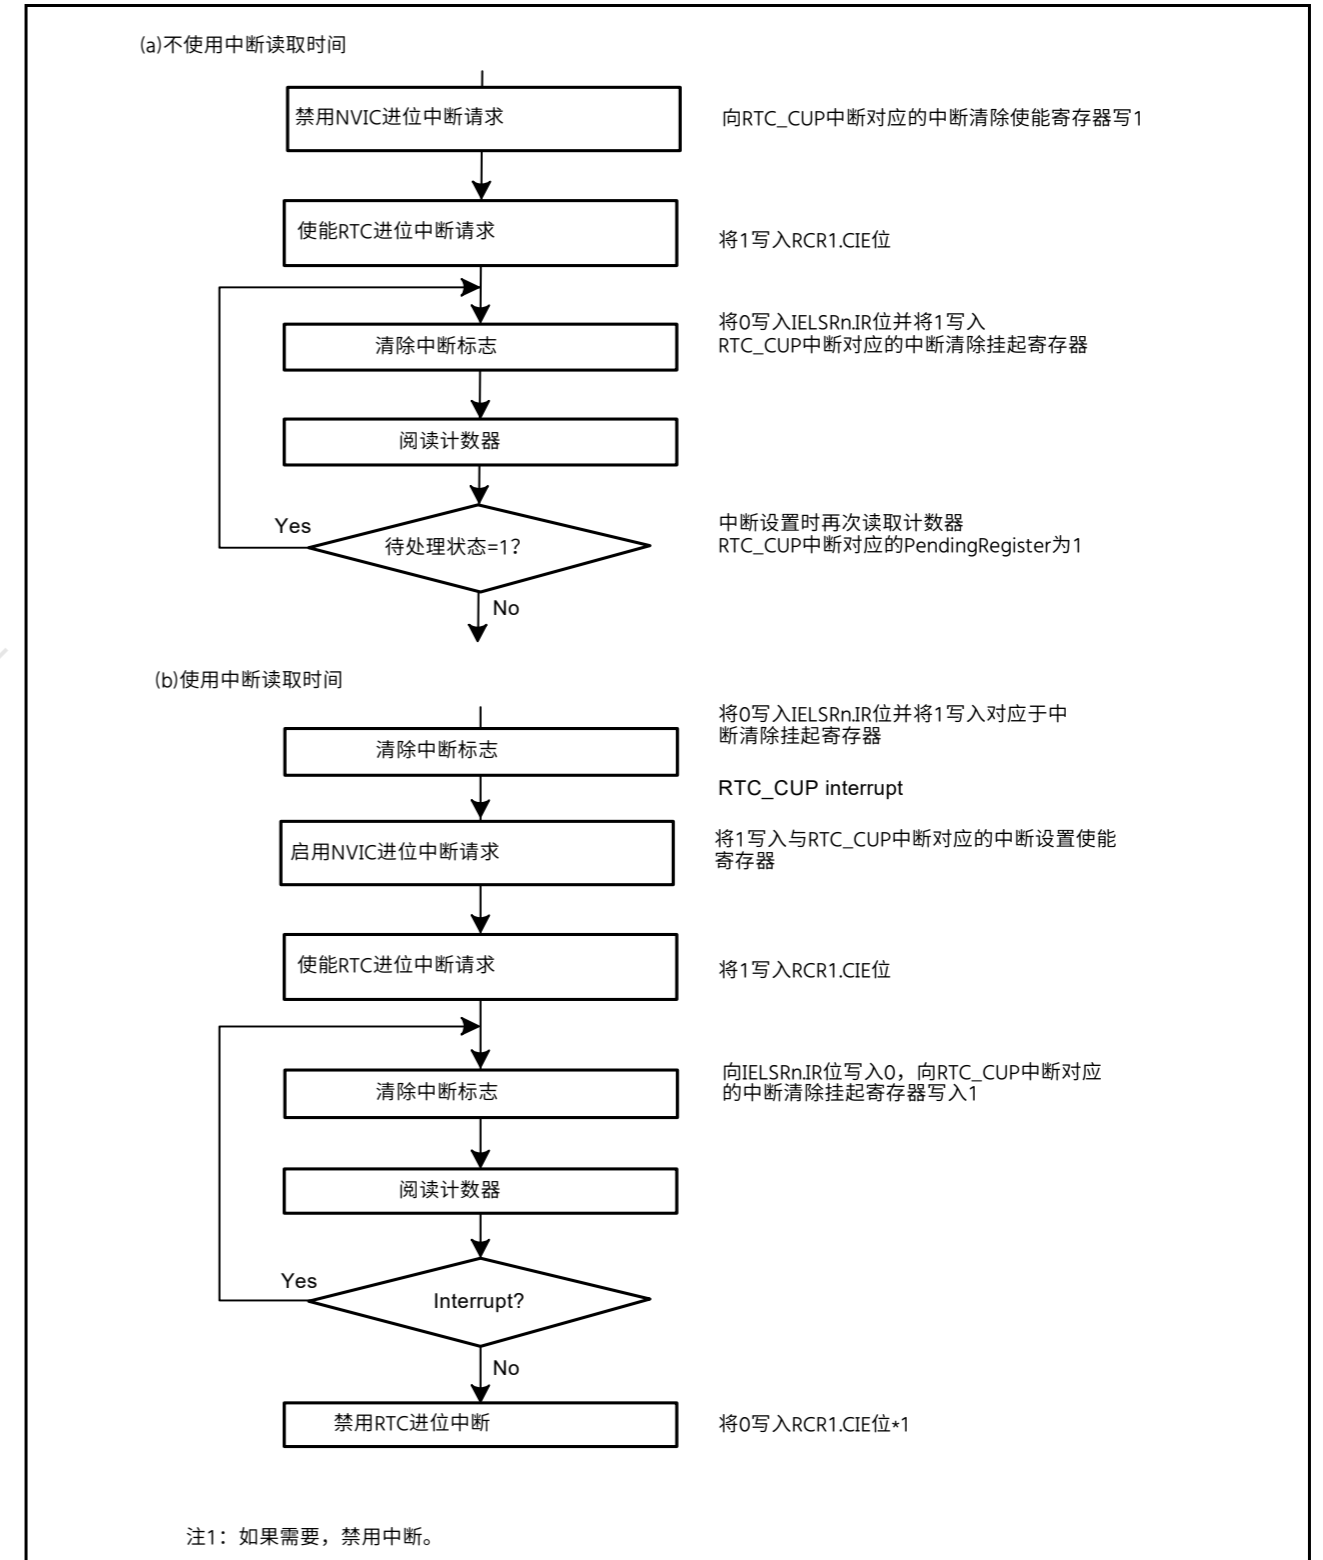 (a)不使用中断读取时间
禁用NVIC进位中断请求
向RTC_CUP中断对应的中断清除使能寄存器写1
使能RTC进位中断请求
将1写入RCR1.CIE位
将0写入IELSRn.IR位并将1写入
RTC_CUP中断对应的中断清除挂起寄存器
清除中断标志
阅读计数器
中断设置时再次读取计数器
RTC_CUP中断对应的PendingRegister为1
Yes
待处理状态=1?
No
(b)使用中断读取时间
将0写入IELSRn.IR位并将1写入对应于中
断清除挂起寄存器
清除中断标志
RTC_CUP interrupt
将1写入与RTC_CUP中断对应的中断设置使能
寄存器
启用NVIC进位中断请求
使能RTC进位中断请求
将1写入RCR1.CIE位
向IELSRn.IR位写入0，向RTC_CUP中断对应
的中断清除挂起寄存器写入1
清除中断标志
阅读计数器
Yes
Interrupt?
No
禁用RTC进位中断
将0写入RCR1.CIE位*1
注1：如果需要，禁用中断。